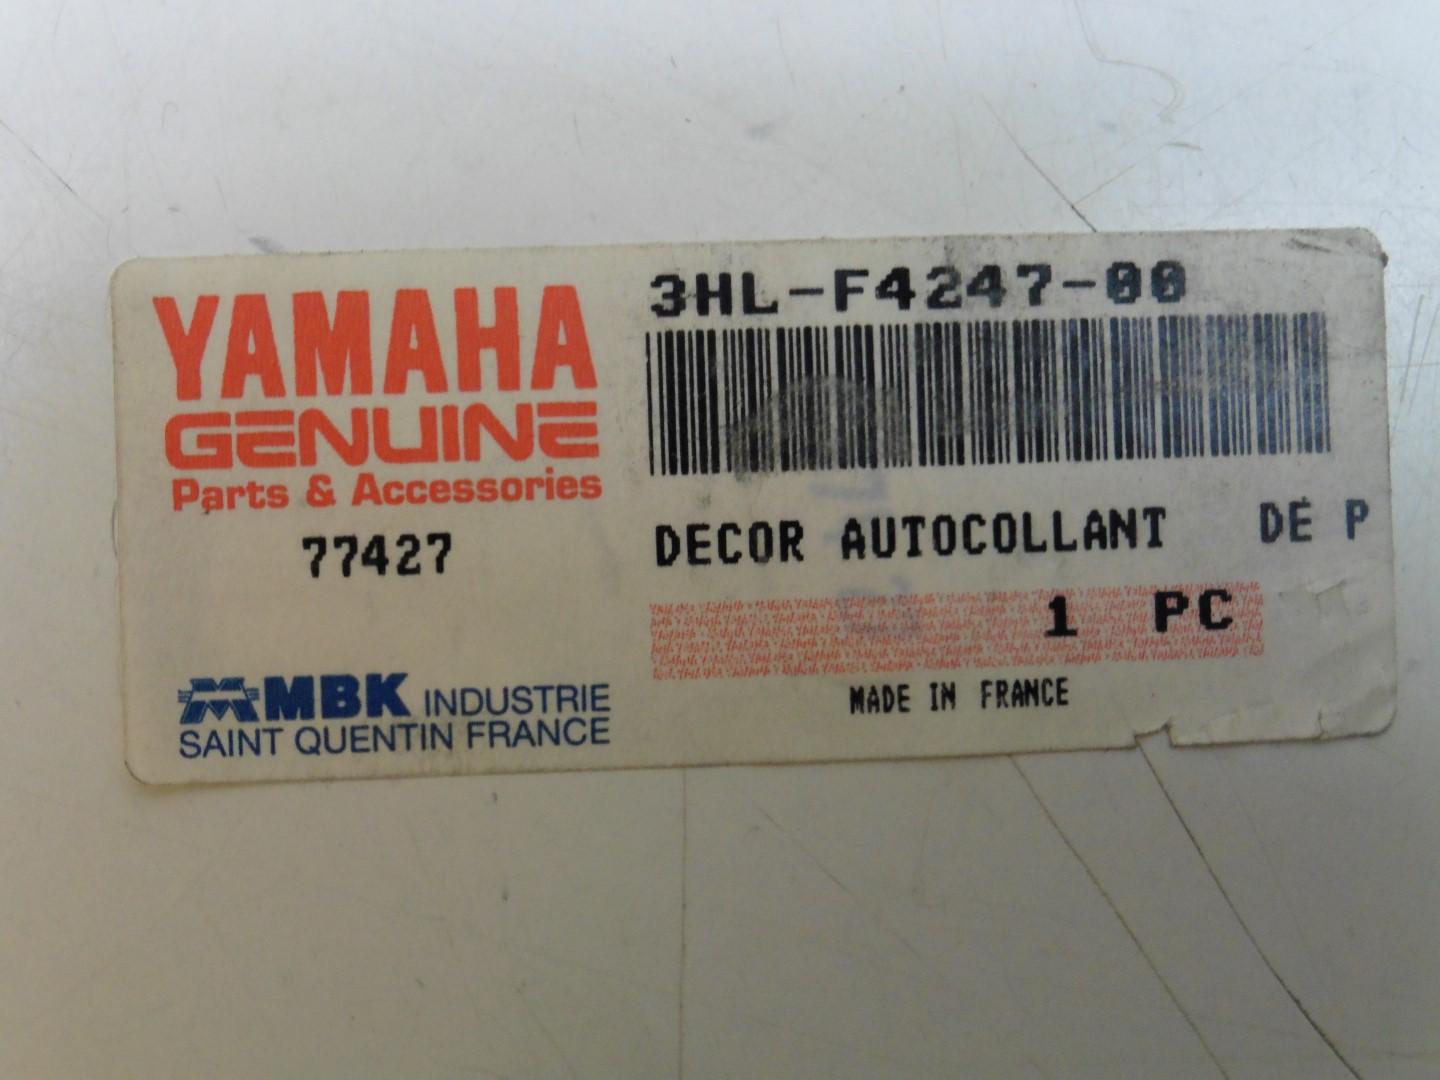 YAMAHA
GENUINE
Parts & Accessories
77427
MBK INDUSTRIE
SAINT QUENTIN FRANCE
3HL-F4247-00
DECOR AUTOCOLLANT DE P
1 PC
MADE IN FRANCE